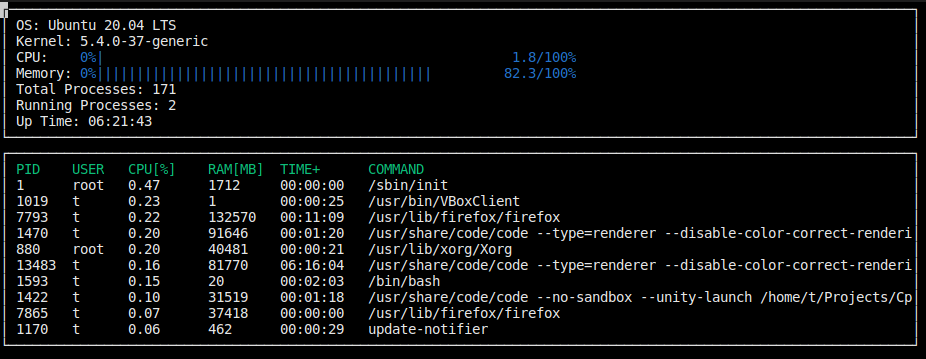 OS: Ubuntu 20.04 LTS
Kernel: 5.4.0-37-generic
CPU: 0%| 1.8/100%
Memory: 0%|||||||||||||||||||||||||||||||||||||||||| 82.3/100%
Total Processes: 171
Running Processes: 2
Up Time: 06:21:43
PID USER CPU[%] RAM[MB] TIME+ COMMAND
1 root 0.47 1712 00:00:00 /sbin/init
1019 t 0.23 1 00:00:25 /usr/bin/VBoxClient
7793 t 0.22 132570 00:11:09 /usr/lib/firefox/firefox
1470 t 0.20 91646 00:01:20 /usr/share/code/code --type=renderer --disable-color-correct-renderi
880 root 0.20 40481 00:00:21 /usr/lib/xorg/Xorg
13483 t 0.16 81770 06:16:04 /usr/share/code/code --type=renderer --disable-color-correct-renderi
1593 t 0.15 20 00:02:03 /bin/bash
1422 t 0.10 31519 00:01:18 /usr/share/code/code --no-sandbox --unity-launch /home/t/Projects/Cp
7865 t 0.07 37418 00:00:00 /usr/lib/firefox/firefox
1170 t 0.06 462 00:00:29 update-notifier